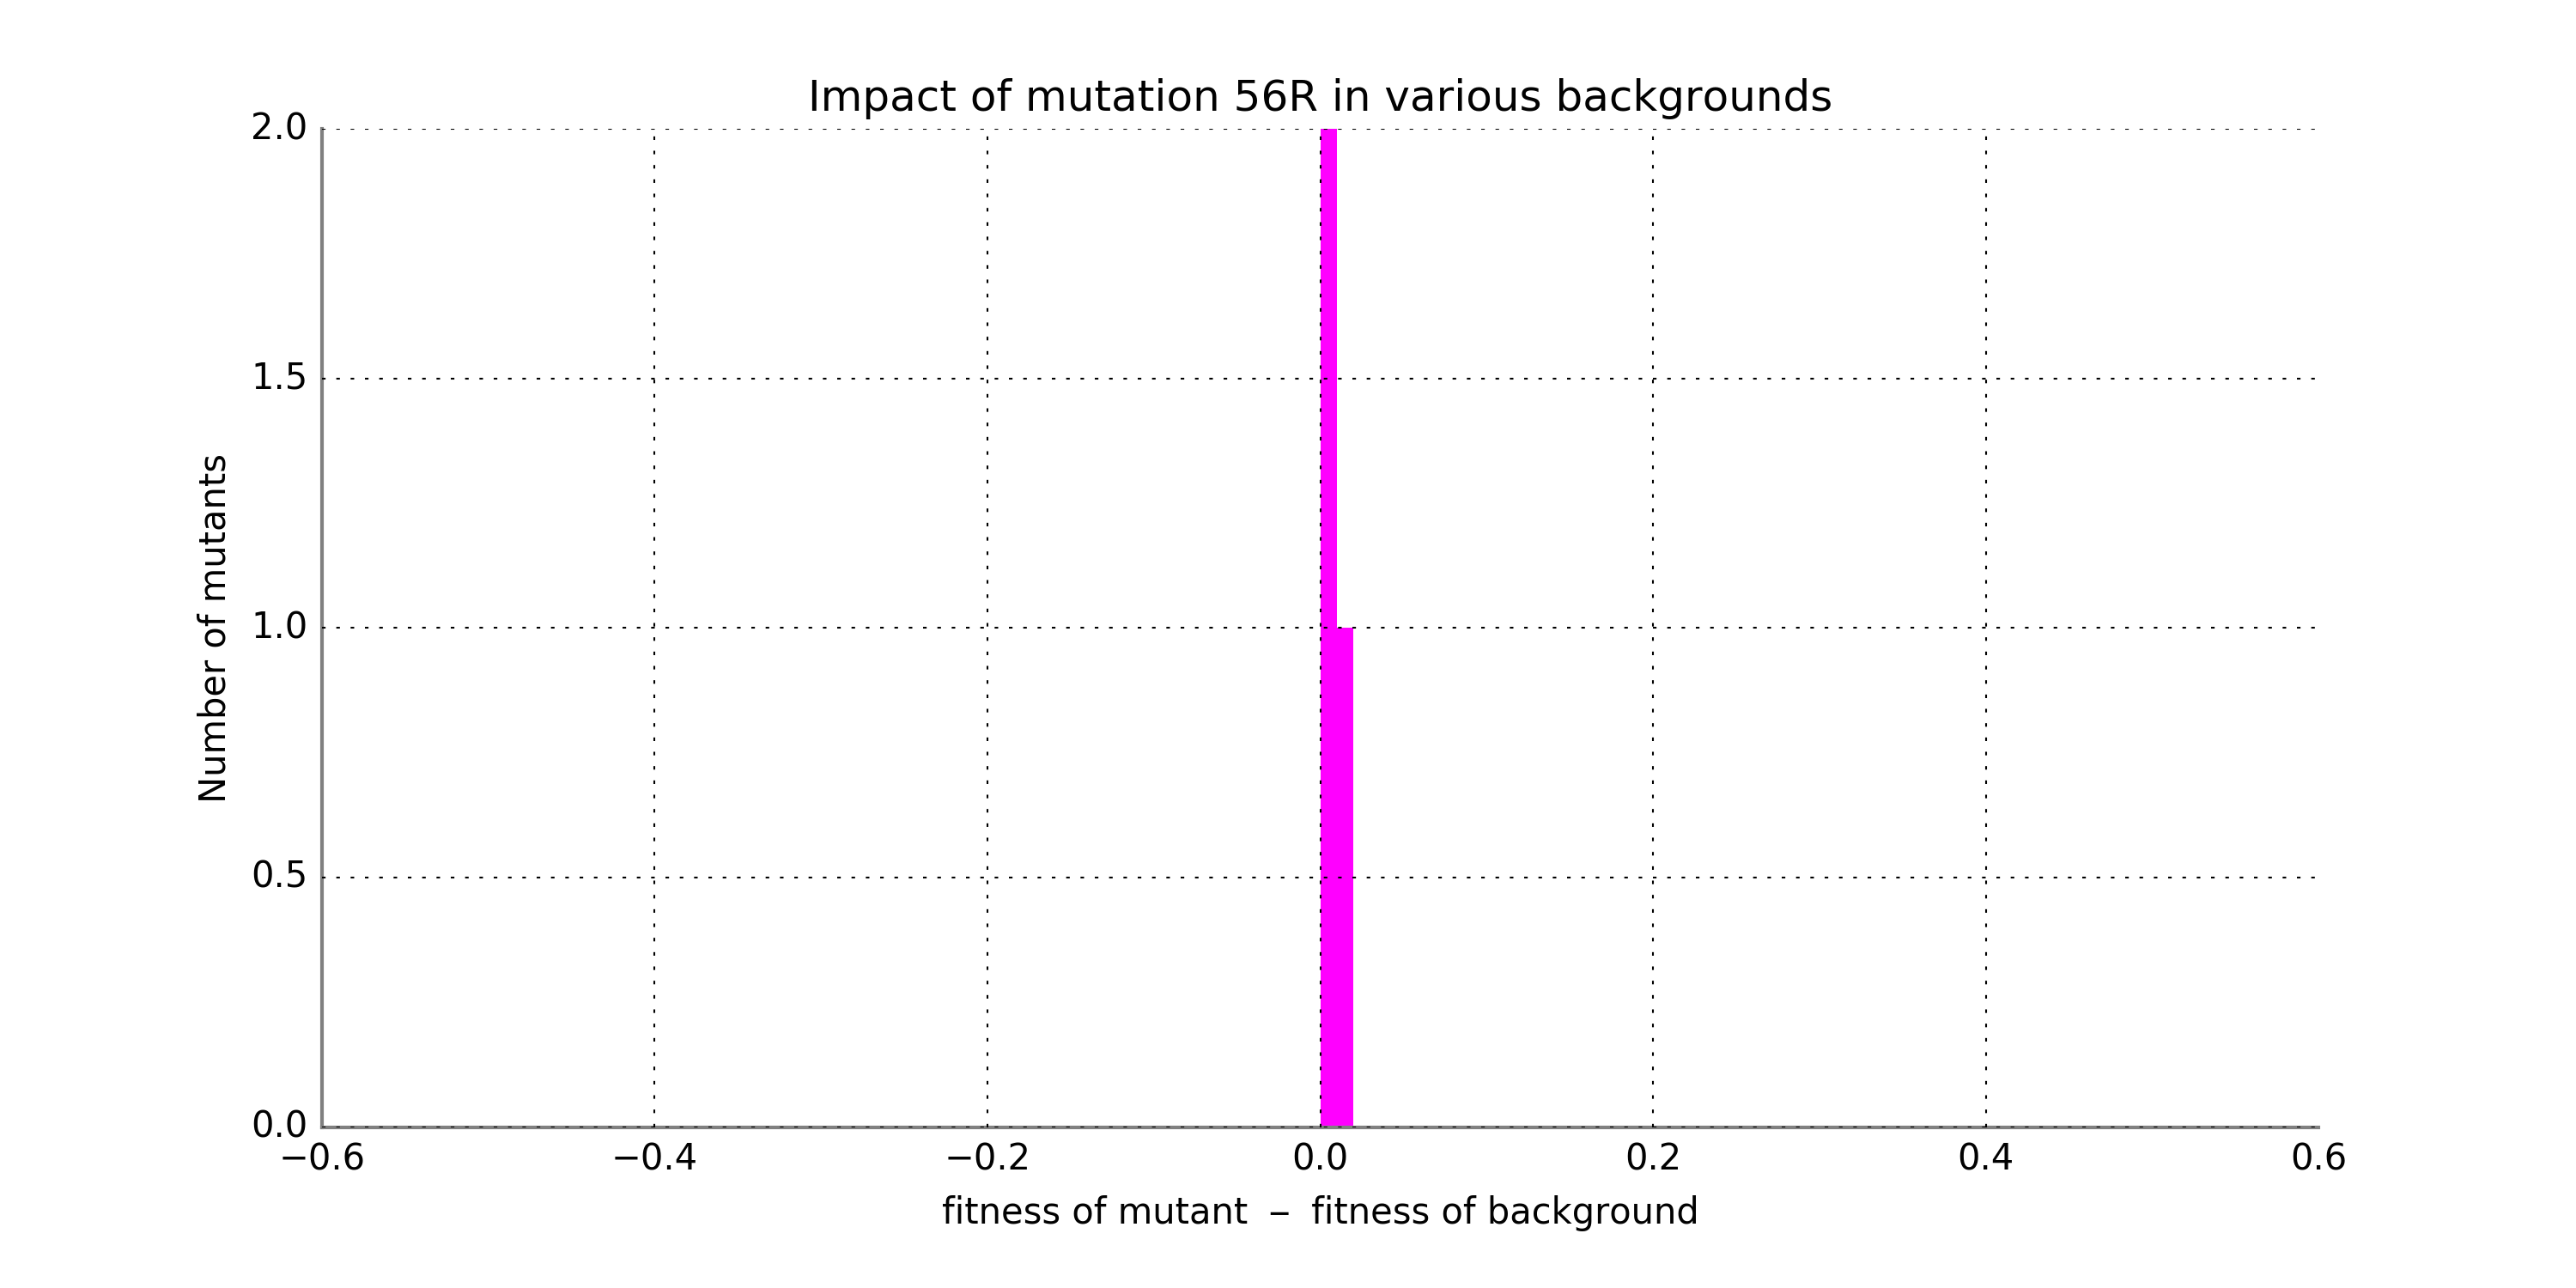 Impact of mutation 56R in various backgrounds
2.0
1.5
1.0
0.5
0.0
Number of mutants
−0.6 −0.4 −0.2 0.0 0.2 0.4 0.6
fitness of mutant − fitness of background